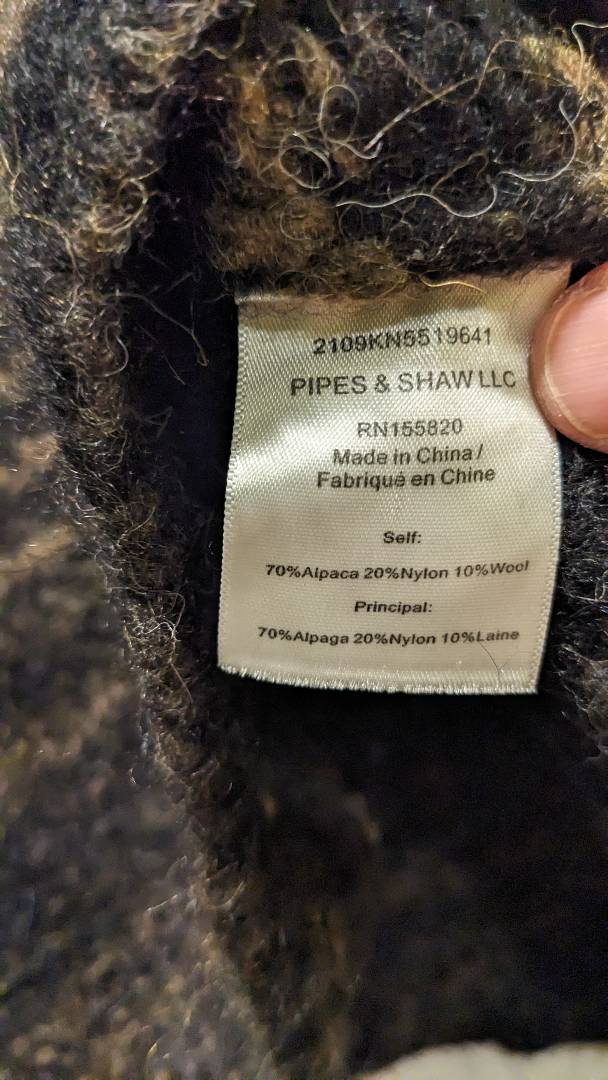 2109KN5519641
PIPES & SHAW LLC
RN155820
Made in China /
Fabriqué en Chine
Self:
70%Alpaca 20%Nylon 10%Wool
Principal:
70%Alpaga 20%Nylon 10%Laine